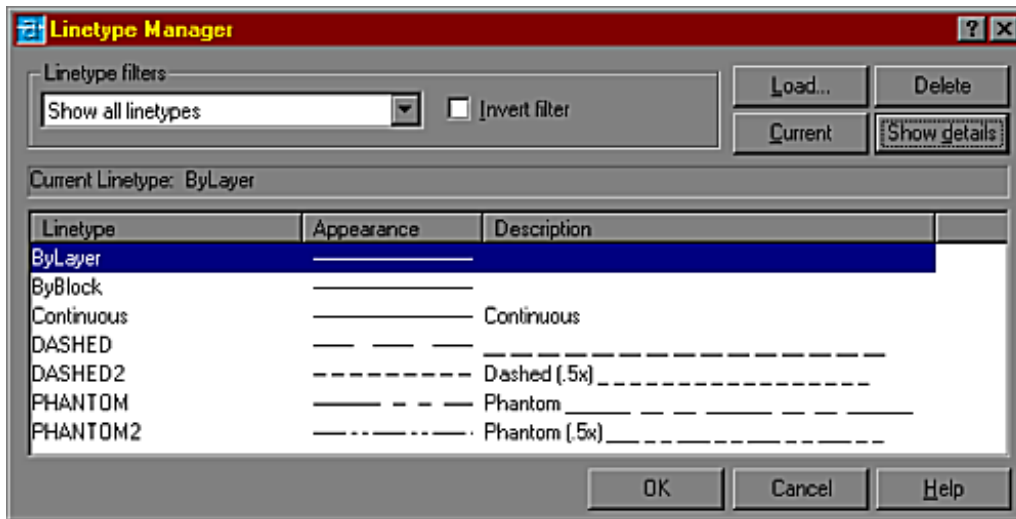 Linetype Manager
Linetype filters
Show all linetypes
Invert filter
Load...
Delete
Current
Show details
Current Linetype: ByLayer
Linetype Appearance Description
ByLayer
ByBlock
Continuous Continuous
DASHED
DASHED2 Dashed (.5x)
PHANTOM Phantom
PHANTOM2 Phantom (.5x)
OK Cancel Help